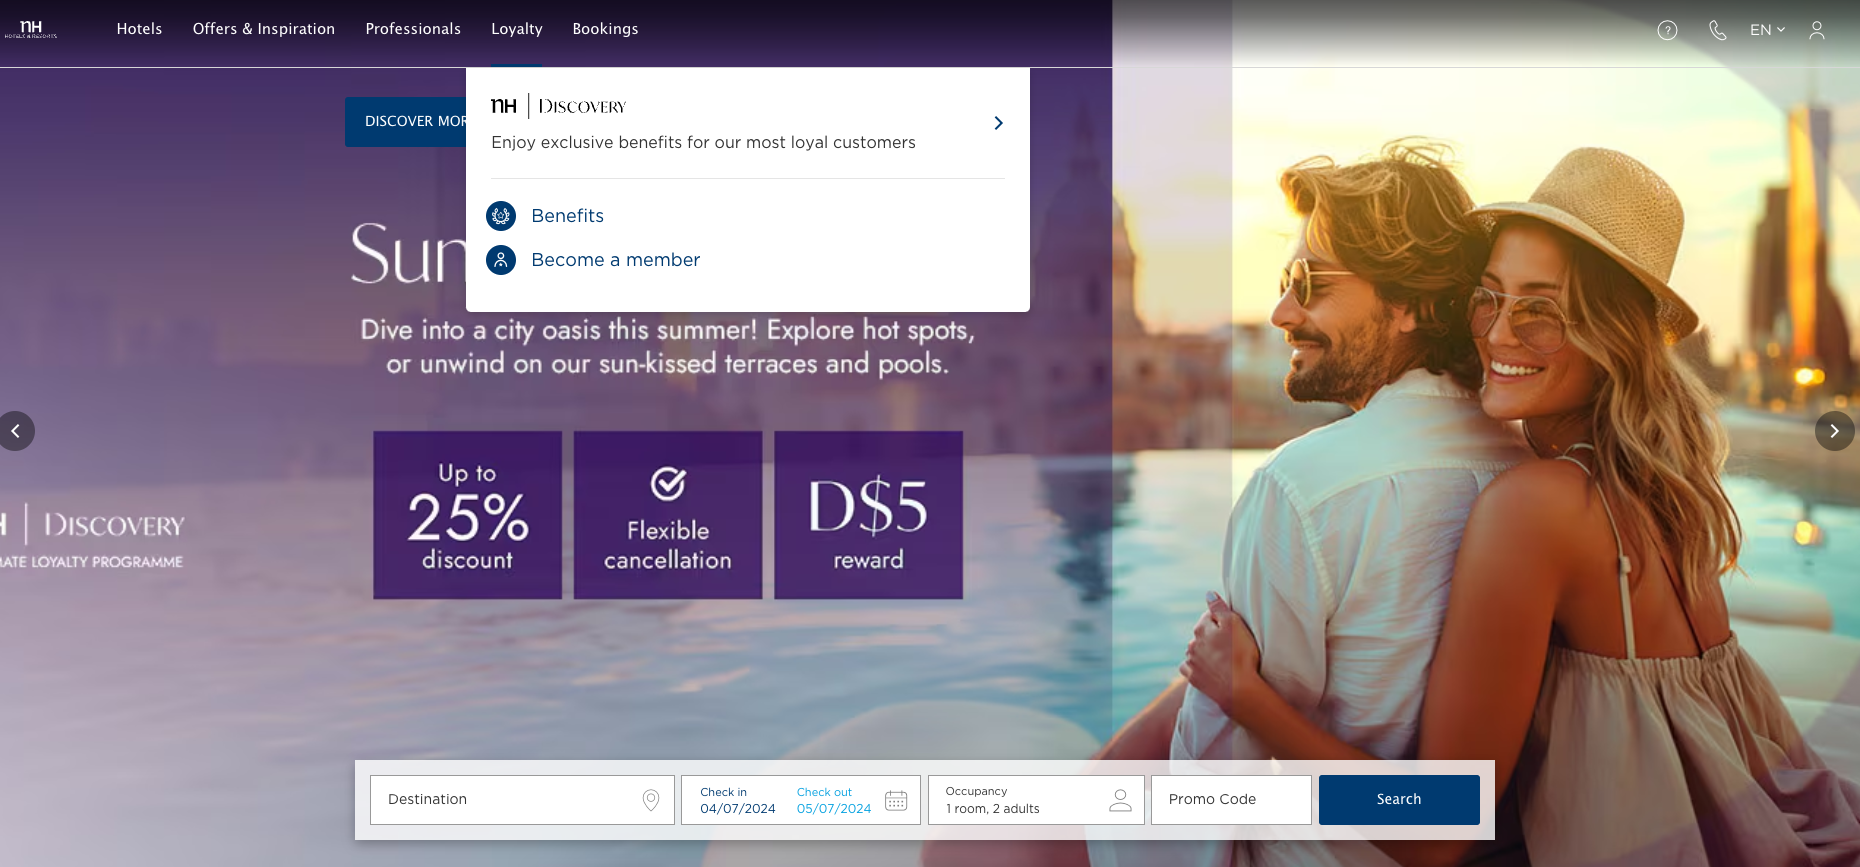 nH
HOTELS & RESORTS
Hotels
Offers & Inspiration
Professionals
Loyalty
Bookings
?
EN
DISCOVER MOR
nH | DISCOVERY
Enjoy exclusive benefits for our most loyal customers
Benefits
Become a member
Sun
Dive into a city oasis this summer! Explore hot spots,
or unwind on our sun-kissed terraces and pools.
Up to
25%
discount
Flexible
cancellation
D$5
reward
H | DISCOVERY
MATE LOYALTY PROGRAMME
Destination
Check in
04/07/2024
Check out
05/07/2024
Occupancy
1 room, 2 adults
Promo Code
Search